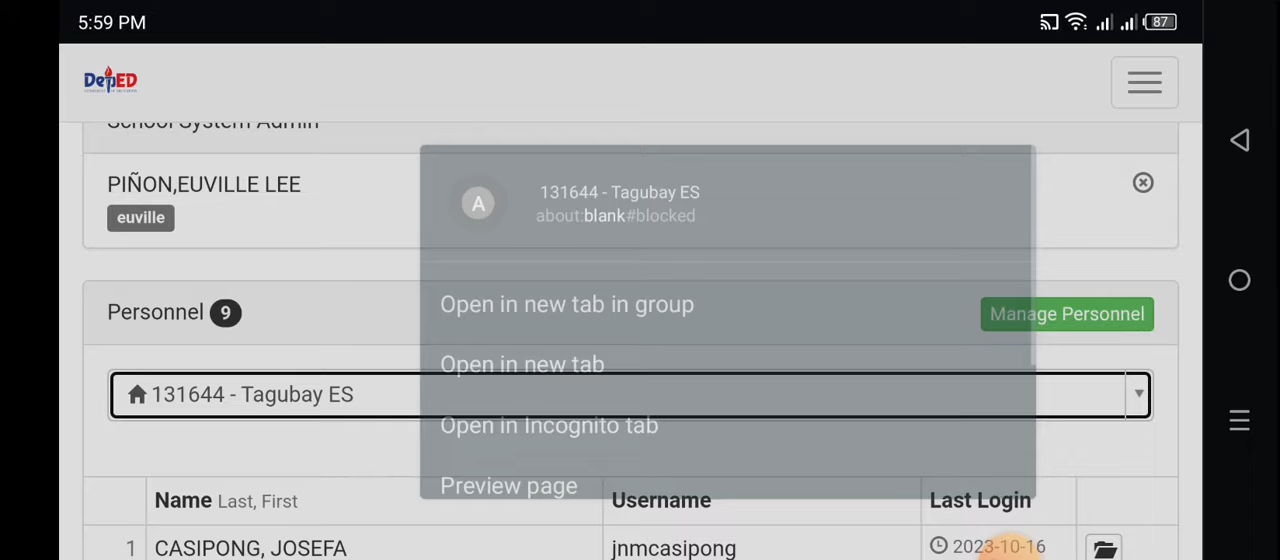 5:59 PM
87
DepED
School System Admin
PIÑON,EUVILLE LEE
euville
131644 - Tagubay ES
A
about:blank#blocked
Open in new tab in group
Personnel 9
Manage Personnel
Open in new tab
131644 - Tagubay ES
Open in Incognito tab
Preview page
Name Last, First
Username
Last Login
1 CASIPONG, JOSEFA
jnmcasipong
2023-10-16